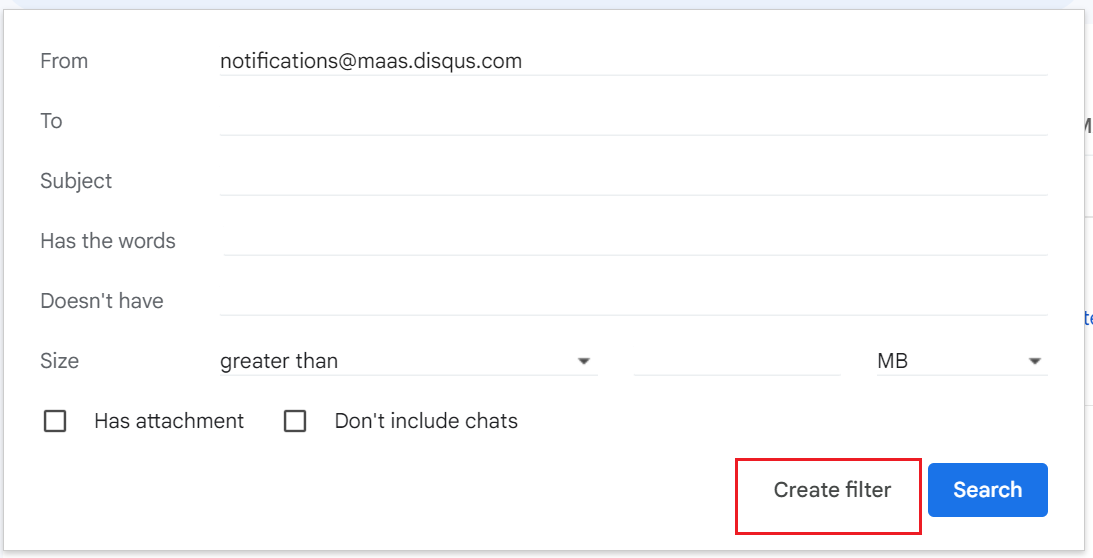 From notifications@maas.disqus.com
To
Subject
Has the words
Doesn't have
Size greater than MB
Has attachment Don't include chats
Create filter Search